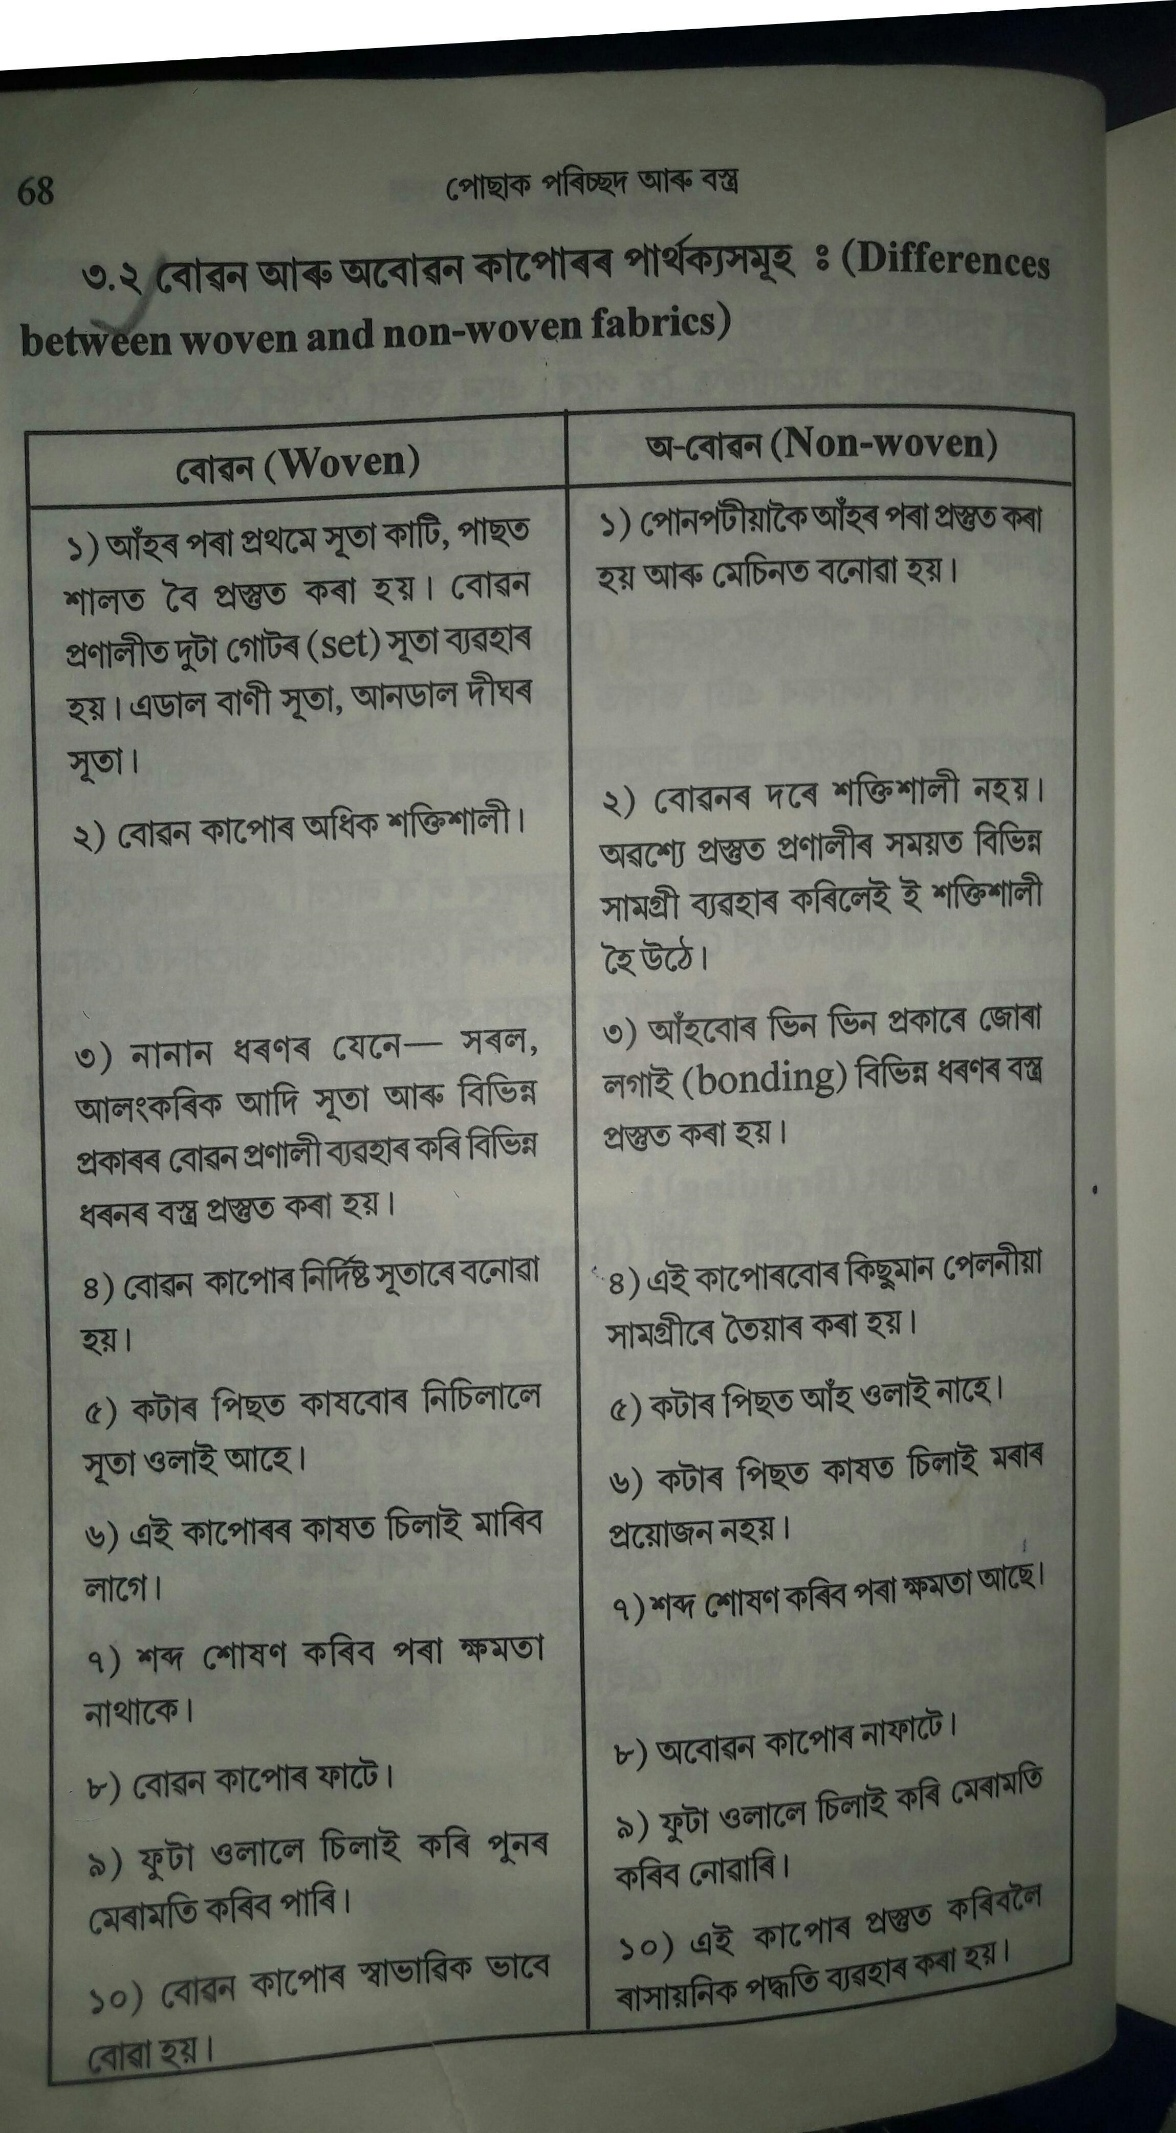 68
পোছাক পৰিচ্ছদ আৰু বস্ত্ৰ
৩.২ বোৱন আৰু অবোৱন কাপোৰৰ পাৰ্থক্যসমূহ ঃ (Differences
between woven and non-woven fabrics)
বোৱন (Woven)
১) আঁহৰ পৰা প্ৰথমে সূতা কাটি, পাছত
শালত বৈ প্ৰস্তুত কৰা হয়। বোৱন
প্ৰণালীত দুটা গোটৰ (set) সূতা ব্যৱহাৰ
হয়। এডাল বাণী সূতা, আনডাল দীঘৰ
সূতা।
২) বোৱন কাপোৰ অধিক শক্তিশালী।
৩) নানান ধৰণৰ যেনে— সৰল,
আলংকৰিক আদি সূতা আৰু বিভিন্ন
প্ৰকাৰৰ বোৱন প্ৰণালী ব্যৱহাৰ কৰি বিভিন্ন
ধৰনৰ বস্ত্ৰ প্ৰস্তুত কৰা হয়।
৪) বোৱন কাপোৰ নিৰ্দিষ্ট সূতাৰে বনোৱা
হয়।
৫) কটাৰ পিছত কাষবোৰ নিচিলালে
সূতা ওলাই আহে।
৬) এই কাপোৰৰ কাষত চিলাই মাৰিব
লাগে।
৭) শব্দ শোষণ কৰিব পৰা ক্ষমতা
নাথাকে।
৮) বোৱন কাপোৰ ফাটে।
৯) ফুটা ওলালে চিলাই কৰি পুনৰ
মেৰামতি কৰিব পাৰি।
১০) বোৱন কাপোৰ স্বাভাৱিক ভাবে
বোৱা হয়।
অ-বোৱন (Non-woven)
১) পোনপটীয়াকৈ আঁহৰ পৰা প্ৰস্তুত কৰা
হয় আৰু মেচিনত বনোৱা হয়।
২) বোৱনৰ দৰে শক্তিশালী নহয়।
অৱশ্যে প্ৰস্তুত প্ৰণালীৰ সময়ত বিভিন্ন
সামগ্ৰী ব্যৱহাৰ কৰিলেই ই শক্তিশালী
হৈ উঠে।
৩) আঁহবোৰ ভিন ভিন প্ৰকাৰে জোৰা
লগাই (bonding) বিভিন্ন ধৰণৰ বস্ত্ৰ
প্ৰস্তুত কৰা হয়।
৪) এই কাপোৰবোৰ কিছুমান পেলনীয়া
সামগ্ৰীৰে তৈয়াৰ কৰা হয়।
৫) কটাৰ পিছত আঁহ ওলাই নাহে।
৬) কটাৰ পিছত কাষত চিলাই মৰাৰ
প্ৰয়োজন নহয়।
৭) শব্দ শোষণ কৰিব পৰা ক্ষমতা আছে।
৮) অবোৱন কাপোৰ নাফাটে।
৯) ফুটা ওলালে চিলাই কৰি মেৰামতি
কৰিব নোৱাৰি।
১০) এই কাপোৰ প্ৰস্তুত কৰিবলৈ
ৰাসায়নিক পদ্ধতি ব্যৱহাৰ কৰা হয়।